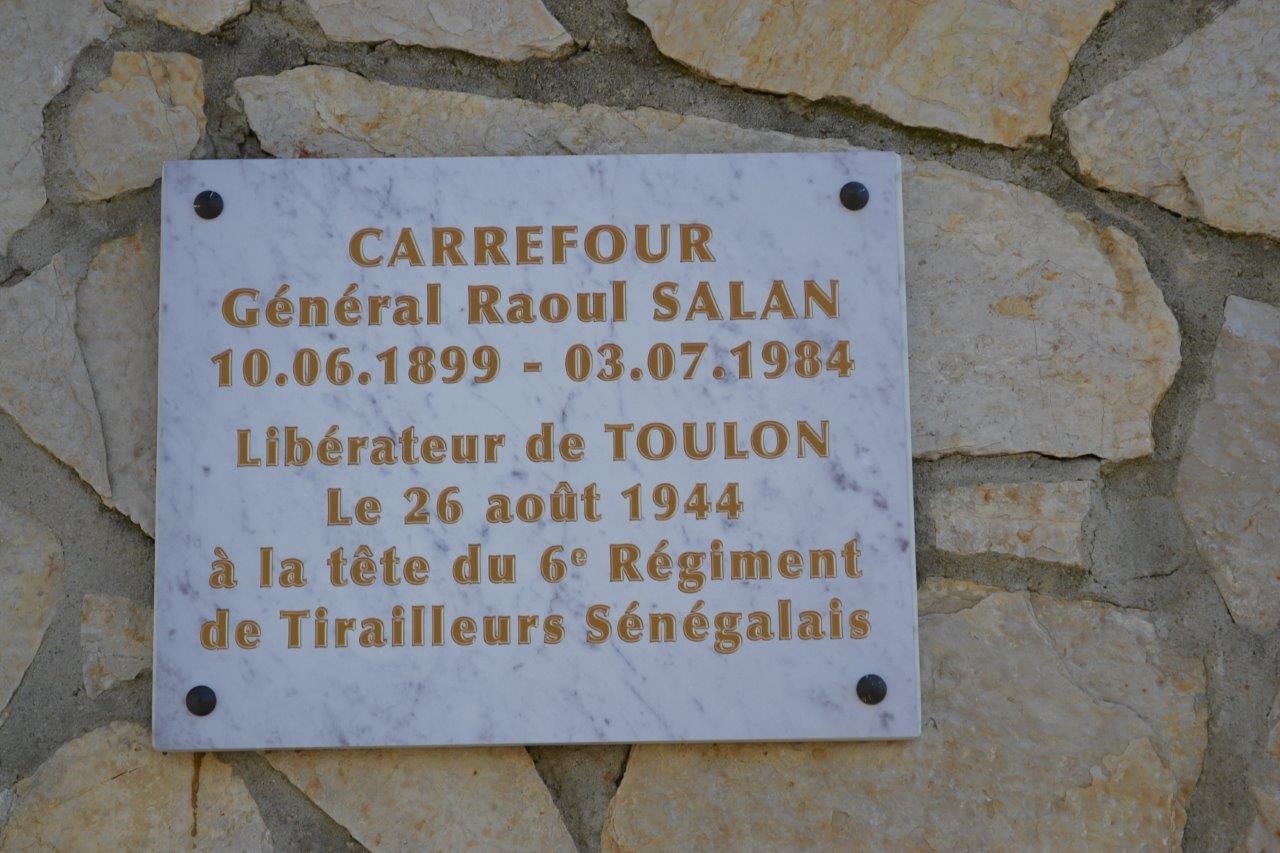 CARREFOUR
Général Raoul SALAN
10.06.1899 - 03.07.1984
Libérateur de TOULON
Le 26 août 1944
à la tête du 6e Régiment
de Tirailleurs Sénégalais